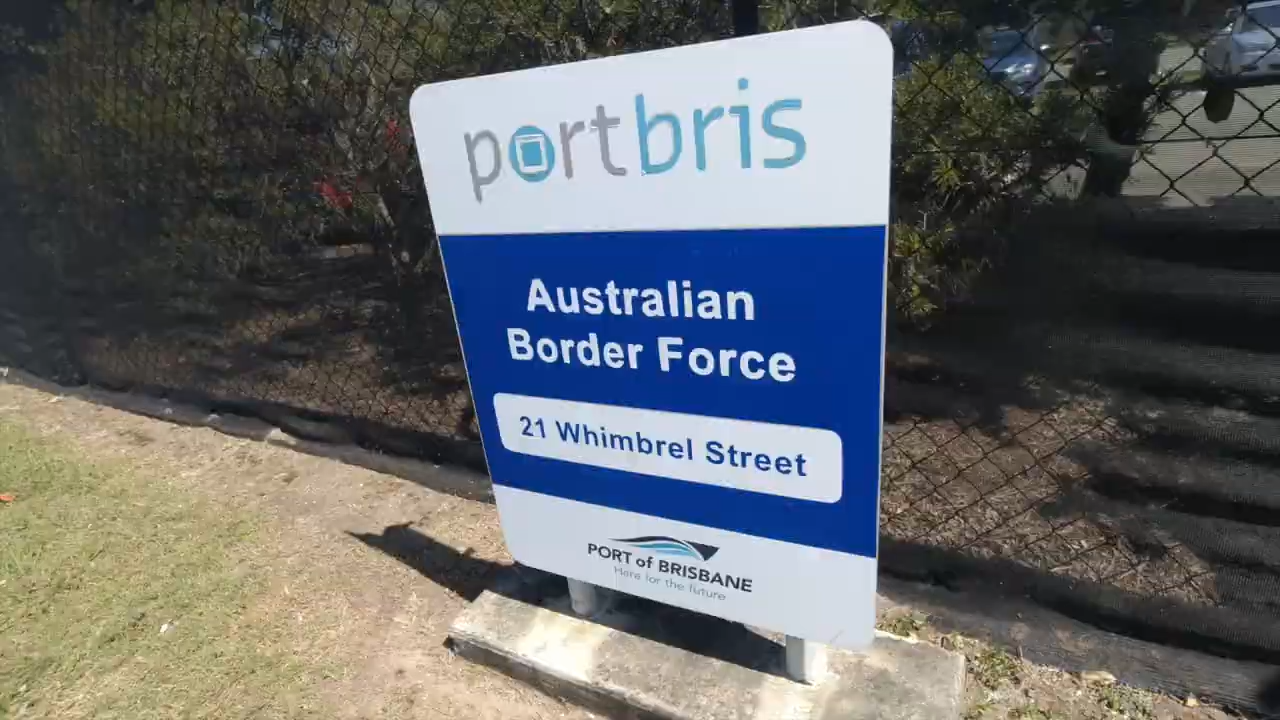 portbris
Australian
Border Force
21 Whimbrel Street
PORT of BRISBANE
Here for the future